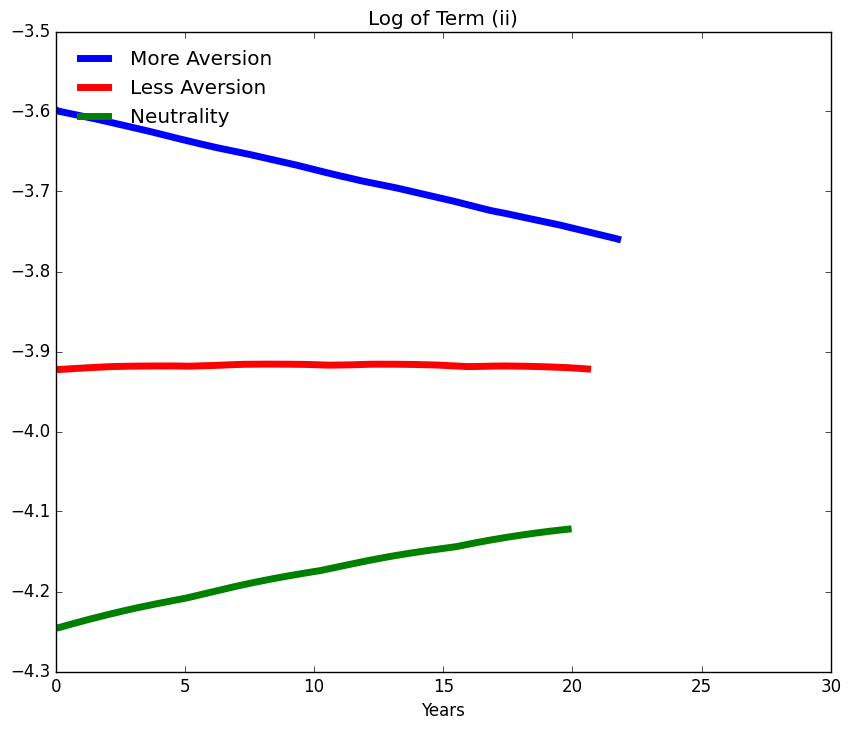 Log of Term (ii)
−3.5
More Aversion
−3.6
Less Aversion
Neutrality
−3.7
−3.8
−3.9
−4.0
−4.1
−4.2
−4.3
0 5 10 15 20 25 30
Years